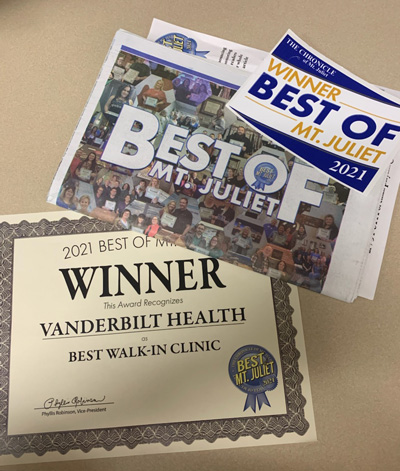 THE CHRONICLE
of Mt. Juliet
WINNER
BEST OF
MT. JULIET
2021
BEST OF
MT. JULIET
2021 BEST OF
WINNER
This Award Recognizes
VANDERBILT HEALTH
as
BEST WALK-IN CLINIC
BEST
MT. JULIET
2021
Phyllis Robinson, Vice-President